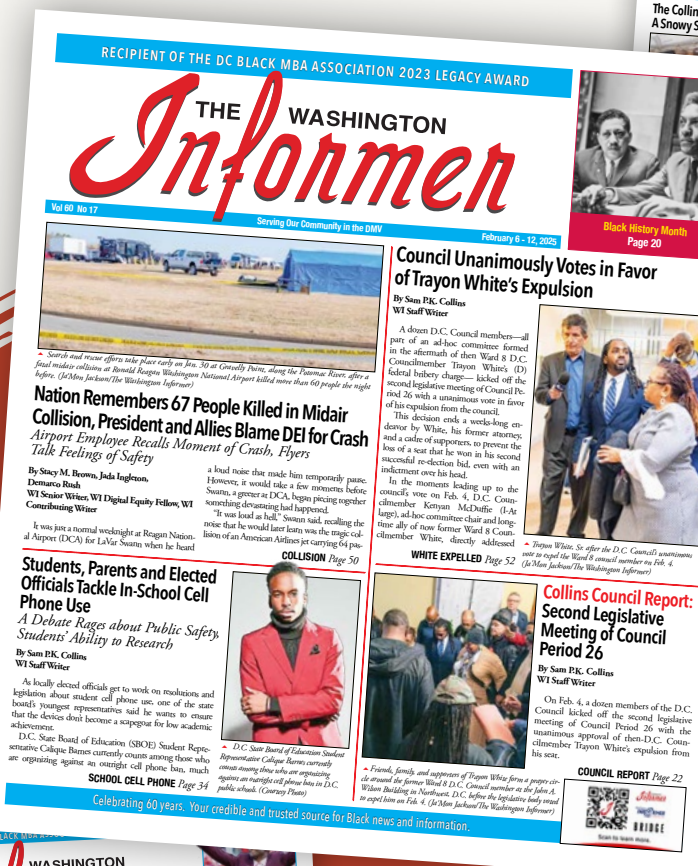 The Collin
A Snowy S
RECIPIENT OF THE DC BLACK MBA ASSOCIATION 2023 LEGACY AWARD
THE WASHINGTON
Informer
Vol 60 No 17
Serving Our Community in the DMV
February 6 - 12, 2025
Black History Month
Page 20
Search and rescue efforts take place early on Jan. 30 at Gravelly Point, along the Potomac River, after a
fatal midair collision at Ronald Reagan Washington National Airport killed more than 60 people the night
before. (Ja'Mon Jackson/The Washington Informer)
Nation Remembers 67 People Killed in Midair
Collision, President and Allies Blame DEI for Crash
Airport Employee Recalls Moment of Crash, Flyers
Talk Feelings of Safety
By Stacy M. Brown, Jada Ingleton,
Demarco Rush
WI Senior Writer, WI Digital Equity Fellow, WI
Contributing Writer
It was just a normal weeknight at Reagan Nation-
al Airport (DCA) for LaVar Swann when he heard
a loud noise that made him temporarily pause.
However, it would take a few moments before
Swann, a greeter at DCA, began piecing together
something devastating had happened.
"It was loud as hell," Swann said, recalling the
noise that he would later learn was the tragic col-
lision of an American Airlines jet carrying 64 pas-
COLLISION Page 50
Council Unanimously Votes in Favor
of Trayon White's Expulsion
By Sam P.K. Collins
WI Staff Writer
A dozen D.C. Council members—all
part of an ad-hoc committee formed
in the aftermath of then Ward 8 D.C.
Councilmember Trayon White's (D)
federal bribery charge— kicked off the
second legislative meeting of Council Pe-
riod 26 with a unanimous vote in favor
of his expulsion from the council.
This decision ends a weeks-long en-
deavor by White, his former attorney,
and a cadre of supporters, to prevent the
loss of a seat that he won in his second
successful re-election bid, even with an
indictment over his head.
In the moments leading up to the
council's vote on Feb. 4, D.C. Coun-
cilmember Kenyan McDuffie (I-At
large), ad-hoc committee chair and long-
time ally of now former Ward 8 Coun-
cilmember White, directly addressed
WHITE EXPELLED Page 52
Trayon White, Sr. after the D.C. Council's unanimous
vote to expel the Ward 8 council member on Feb. 4.
(Ja'Mon Jackson/The Washington Informer)
Students, Parents and Elected
Officials Tackle In-School Cell
Phone Use
A Debate Rages about Public Safety,
Students' Ability to Research
By Sam P.K. Collins
WI Staff Writer
As locally elected officials get to work on resolutions and
legislation about student cell phone use, one of the state
board's youngest representatives said he wants to ensure
that the devices don't become a scapegoat for low academic
achievement.
D.C. State Board of Education (SBOE) Student Repre-
sentative Calique Barnes currently counts among those who
are organizing against an outright cell phone ban, much
SCHOOL CELL PHONE Page 34
D.C State Board of Education Student
Representative Calique Barnes currently
counts among those who are organizing
against an outright cell phone ban in D.C.
public schools. (Courtesy Photo)
Friends, family, and supporters of Trayon White form a prayer cir-
cle around the former Ward 8 D.C. Council member at the John A.
Wilson Building in Northwest, D.C. before the legislative body voted
to expel him on Feb. 4. (Ja'Mon Jackson/The Washington Informer)
Collins Council Report:
Second Legislative
Meeting of Council
Period 26
By Sam P.K. Collins
WI Staff Writer
On Feb. 4, a dozen members of the D.C.
Council kicked off the second legislative
meeting of Council Period 26 with the
unanimous approval of then-D.C. Coun-
cilmember Trayon White's expulsion from
his seat.
COUNCIL REPORT Page 22
Informer
BRIDGE
Scan to learn more.
Celebrating 60 years. Your credible and trusted source for Black news and information.
LACK MBA
WASHINGTON